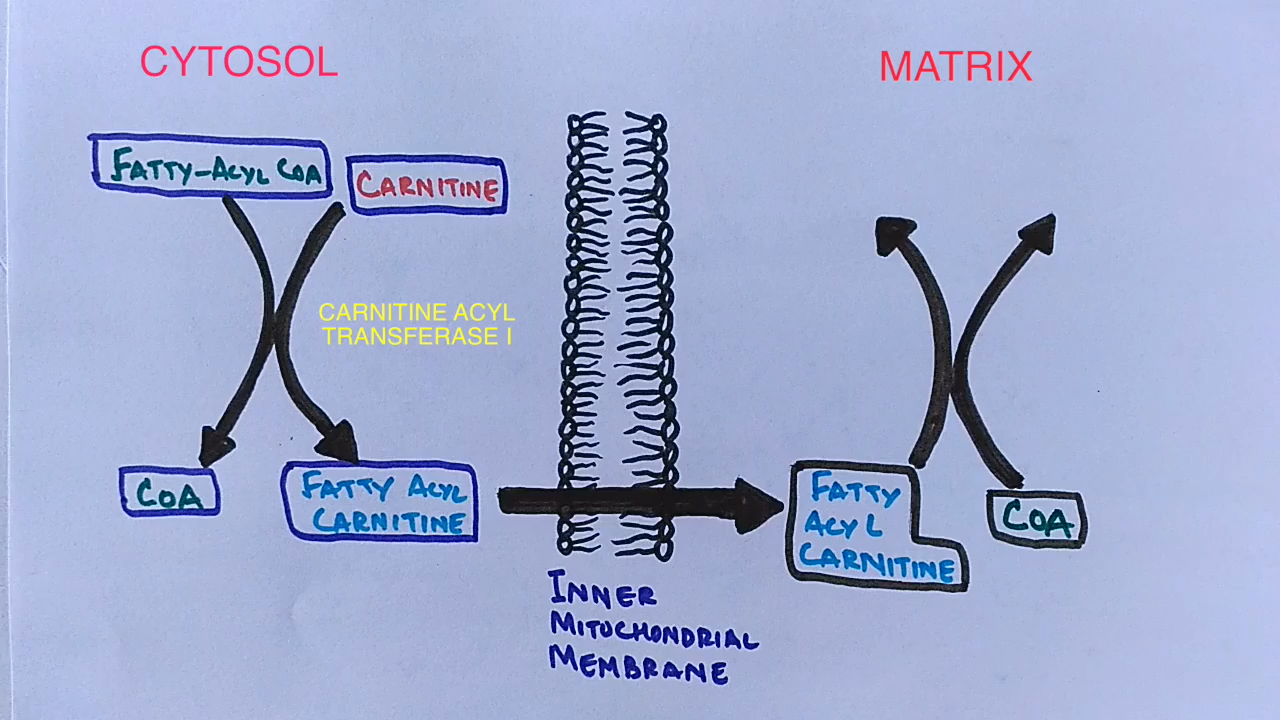 CYTOSOL
MATRIX
FATTY-ACYL COA
CARNITINE
CARNITINE ACYL
TRANSFERASE I
COA
FATTY ACYL
CARNITINE
FATTY
ACYL
CARNITINE
COA
INNER
MITOCHONDRIAL
MEMBRANE